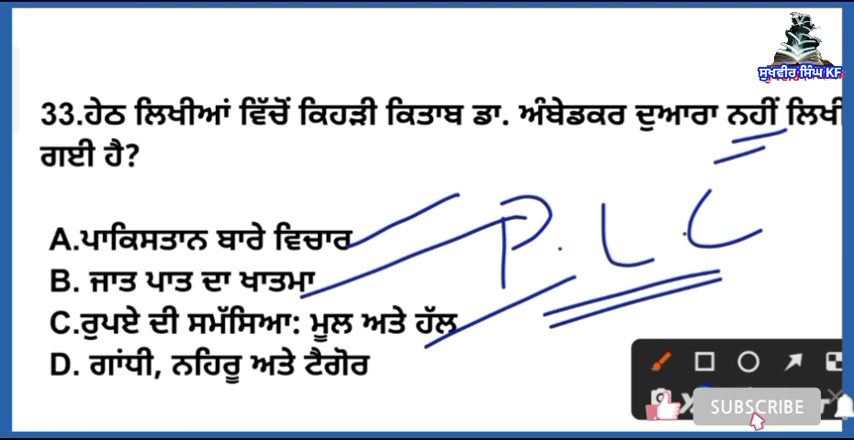 ਸੁਖਵੀਰ ਸਿੰਘ KF
33.ਹੇਠ ਲਿਖੀਆਂ ਵਿੱਚੋਂ ਕਿਹੜੀ ਕਿਤਾਬ ਡਾ. ਅੰਬੇਡਕਰ ਦੁਆਰਾ ਨਹੀਂ ਲਿਖੀ
ਗਈ ਹੈ?
P. L C
A.ਪਾਕਿਸਤਾਨ ਬਾਰੇ ਵਿਚਾਰ
B. ਜਾਤ ਪਾਤ ਦਾ ਖਾਤਮਾ
C.ਰੁਪਏ ਦੀ ਸਮੱਸਿਆ: ਮੂਲ ਅਤੇ ਹੱਲ
D. ਗਾਂਧੀ, ਨਹਿਰੂ ਅਤੇ ਟੈਗੋਰ
SUBSCRIBE